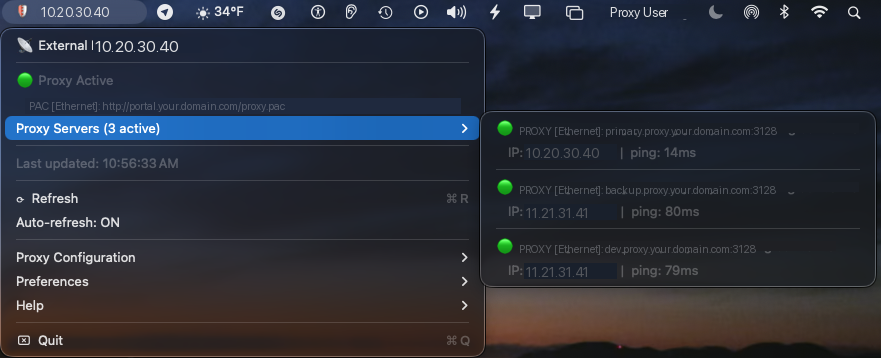 10.20.30.40 34°F Proxy User
External | 10.20.30.40
Proxy Active
PAC [Ethernet]: http://portal.your.domain.com/proxy.pac
Proxy Servers (3 active)
Last updated: 10:56:33 AM
Refresh ⌘ R
Auto-refresh: ON
Proxy Configuration
Preferences
Help
Quit ⌘ Q
PROXY [Ethernet]: primary.proxy.your.domain.com:3128
IP: 10.20.30.40 | ping: 14ms
PROXY [Ethernet]: backup.proxy.your.domain.com:3128
IP: 11.21.31.41 | ping: 80ms
PROXY [Ethernet]: dev.proxy.your.domain.com:3128
IP: 11.21.31.41 | ping: 79ms